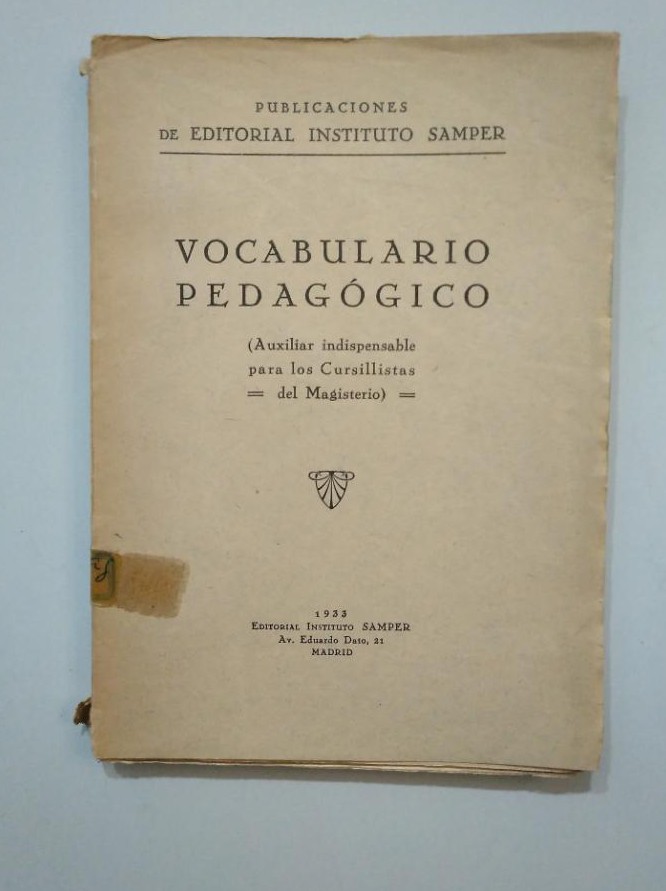 PUBLICACIONES
DE EDITORIAL INSTITUTO SAMPER
VOCABULARIO
PEDAGÓGICO
(Auxiliar indispensable
para los Cursillistas
= del Magisterio) =
1933
EDITORIAL INSTITUTO SAMPER
Av. Eduardo Dato, 21
MADRID